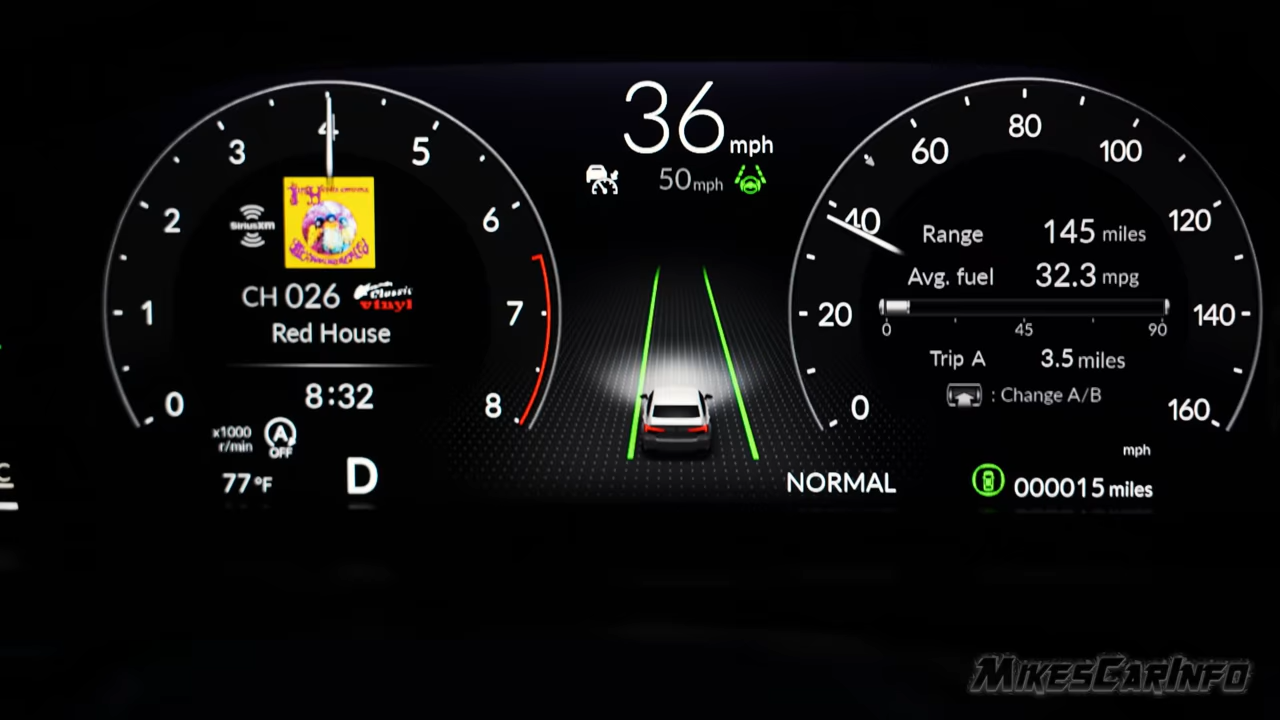 36 mph
50 mph
0
1
2
3
4
5
6
7
8
SiriusXM
CH 026
Classic
vinyl
Red House
8:32
x1000
r/min
A
OFF
77°F
D
0
20
40
60
80
100
120
140
160
mph
Range 145 miles
Avg. fuel 32.3 mpg
0 45 90
Trip A 3.5 miles
: Change A/B
NORMAL
000015 miles
C
MIKESCARINFO